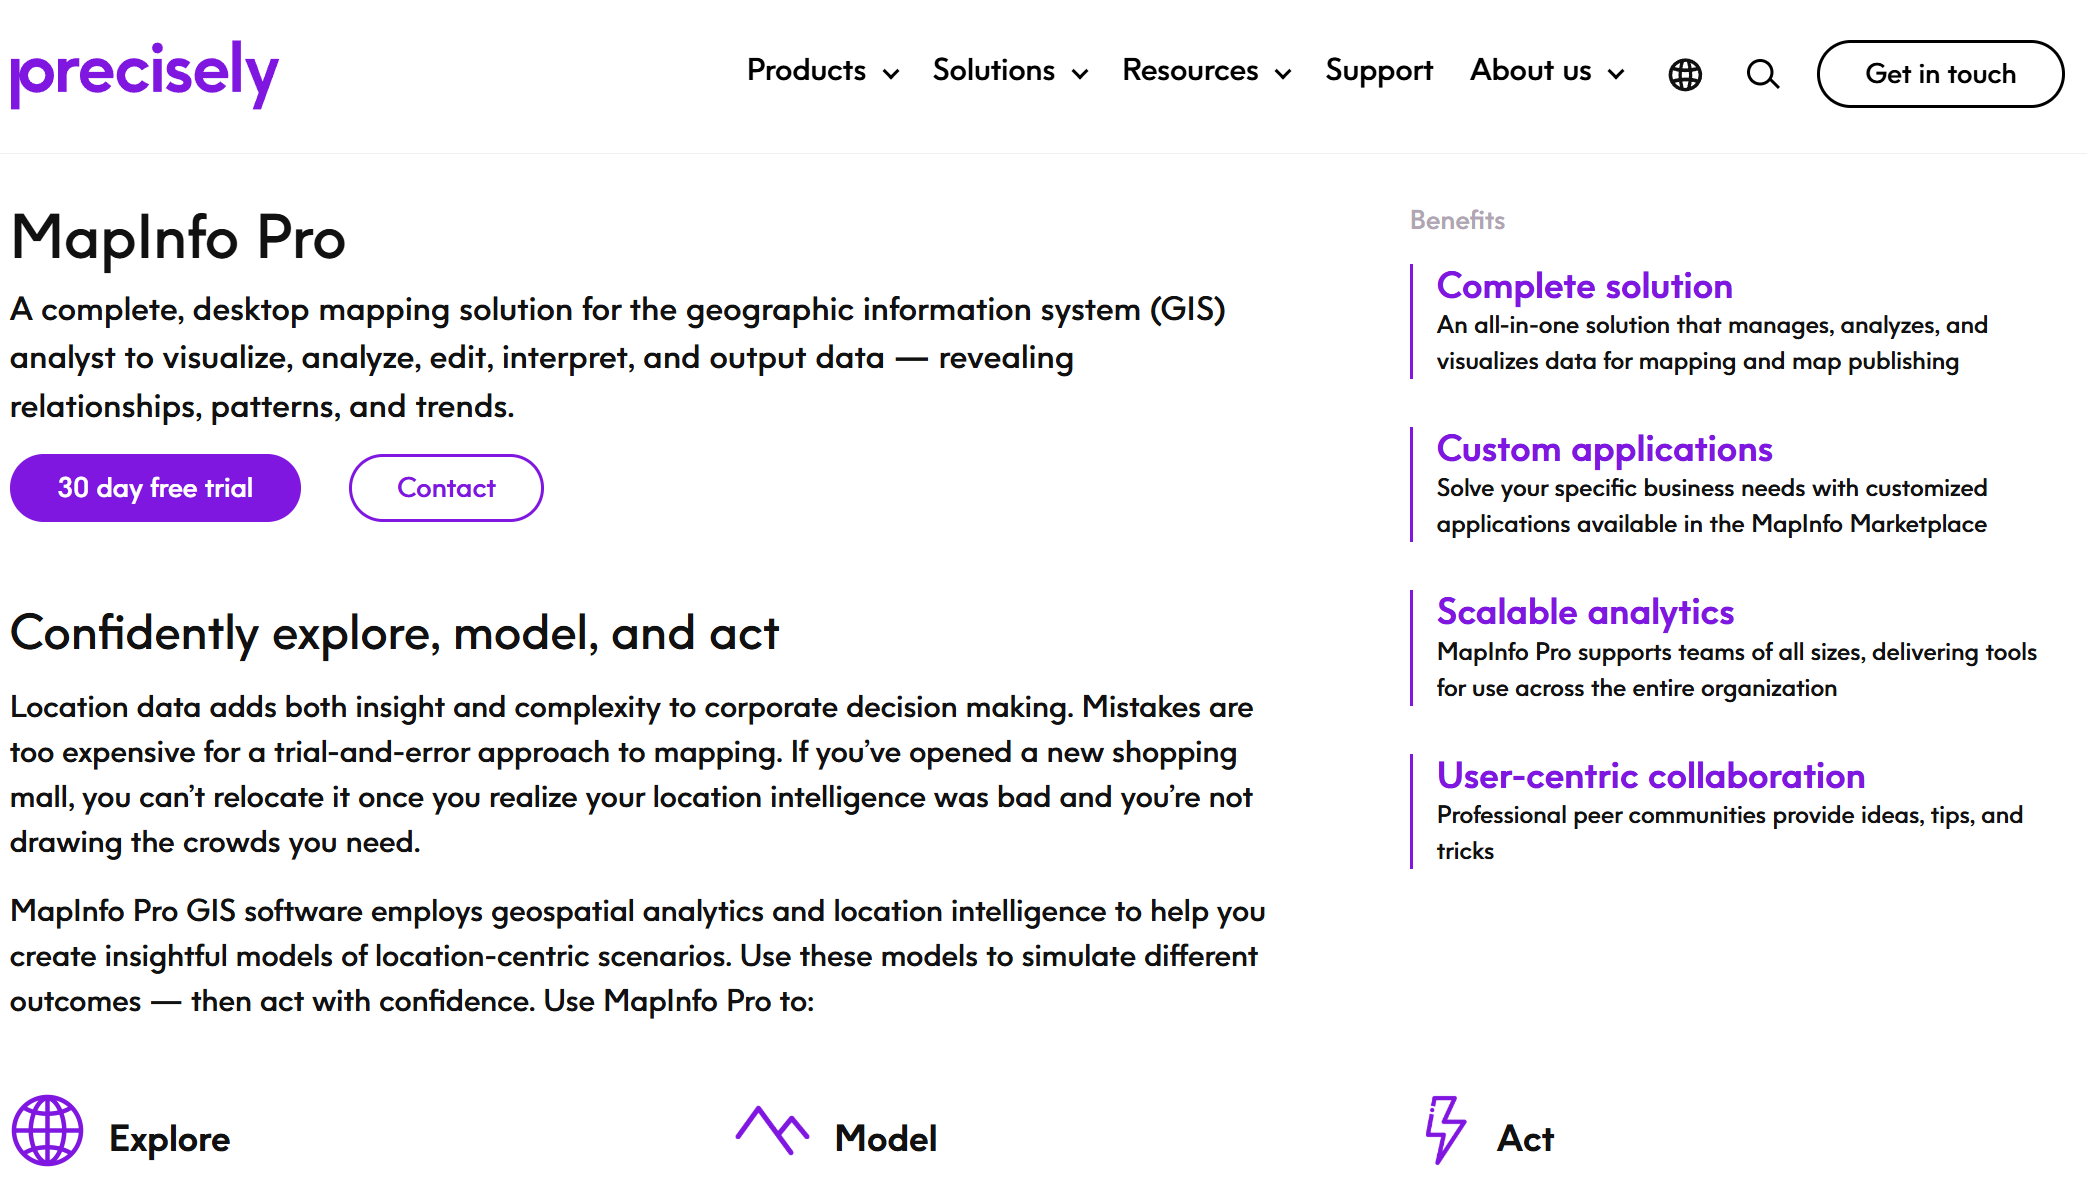 precisely
Products
Solutions
Resources
Support
About us
Get in touch
MapInfo Pro
A complete, desktop mapping solution for the geographic information system (GIS)
analyst to visualize, analyze, edit, interpret, and output data — revealing
relationships, patterns, and trends.
30 day free trial
Contact
Confidently explore, model, and act
Location data adds both insight and complexity to corporate decision making. Mistakes are
too expensive for a trial-and-error approach to mapping. If you’ve opened a new shopping
mall, you can’t relocate it once you realize your location intelligence was bad and you’re not
drawing the crowds you need.
MapInfo Pro GIS software employs geospatial analytics and location intelligence to help you
create insightful models of location-centric scenarios. Use these models to simulate different
outcomes — then act with confidence. Use MapInfo Pro to:
Benefits
Complete solution
An all-in-one solution that manages, analyzes, and
visualizes data for mapping and map publishing
Custom applications
Solve your specific business needs with customized
applications available in the MapInfo Marketplace
Scalable analytics
MapInfo Pro supports teams of all sizes, delivering tools
for use across the entire organization
User-centric collaboration
Professional peer communities provide ideas, tips, and
tricks
Explore
Model
Act